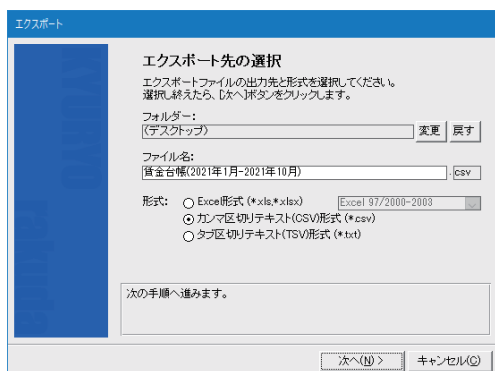 エクスポート
エクスポート先の選択
エクスポートファイルの出力先と形式を選択してください。
選択し終えたら、[次へ]ボタンをクリックします。
フォルダー:
(デスクトップ) 変更 戻す
ファイル名:
賃金台帳(2021年1月-2021年10月) .csv
形式: Excel形式 (*.xls,*.xlsx) Excel 97/2000-2003
カンマ区切りテキスト(CSV)形式 (*.csv)
タブ区切りテキスト(TSV)形式 (*.txt)
KYURYO
rakuda
次の手順へ進みます。
次へ(N) > キャンセル(C)